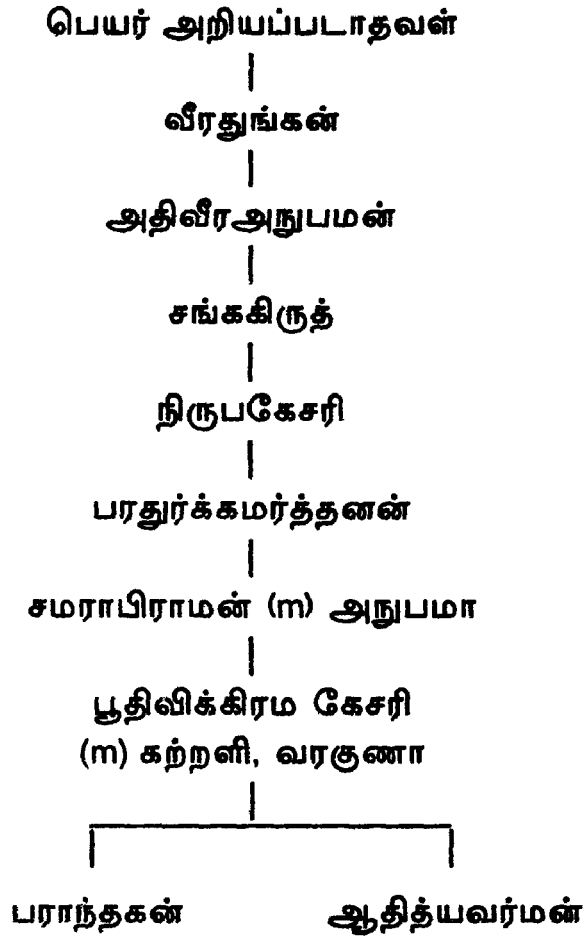 பெயர் அறியப்படாதவள்
வீரதுங்கன்
அதிவீரஅநுபமன்
சங்ககிருத்
நிருபகேசரி
பரதுர்க்கமர்த்தனன்
சமராபிராமன் (m) அநுபமா
பூதிவிக்கிரம கேசரி
(m) கற்றளி, வரகுணா
பராந்தகன் ஆதித்யவர்மன்